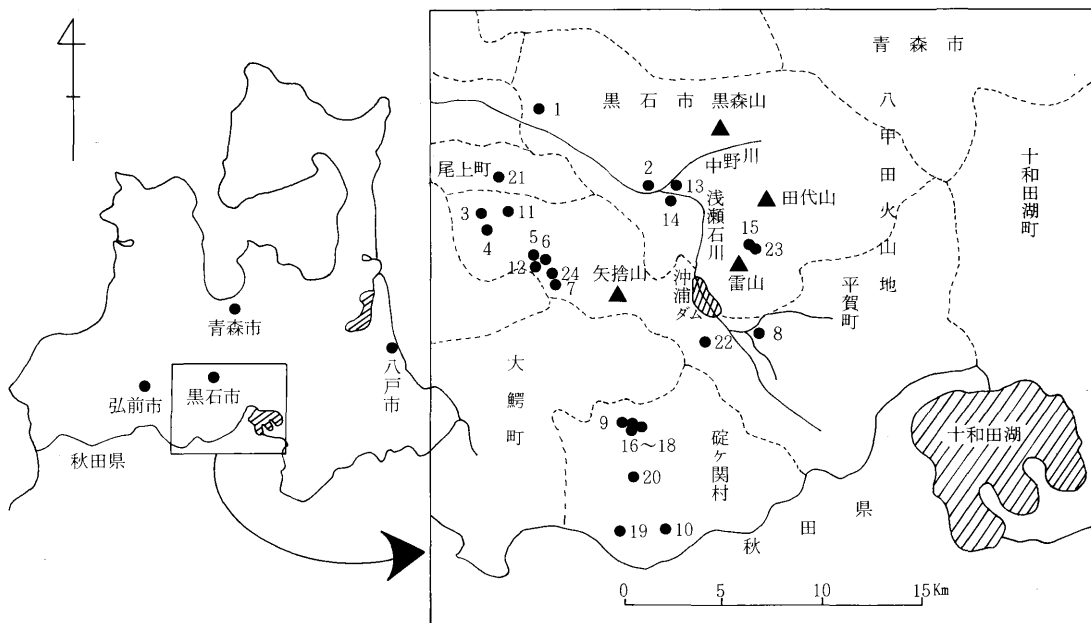 青森市
八戸市
弘前市
黒石市
秋田県
青森市
黒石市
黒森山
八甲田火山地
十和田湖町
1
中野川
尾上町
21
2
13
14
浅瀬石川
田代山
3
11
4
15
23
雷山
5
6
12
24
7
矢捨山
沖浦ダム
平賀町
8
22
大鰐町
9
16～18
碇ヶ関村
20
十和田湖
19
10
秋田県
0
5
10
15Km